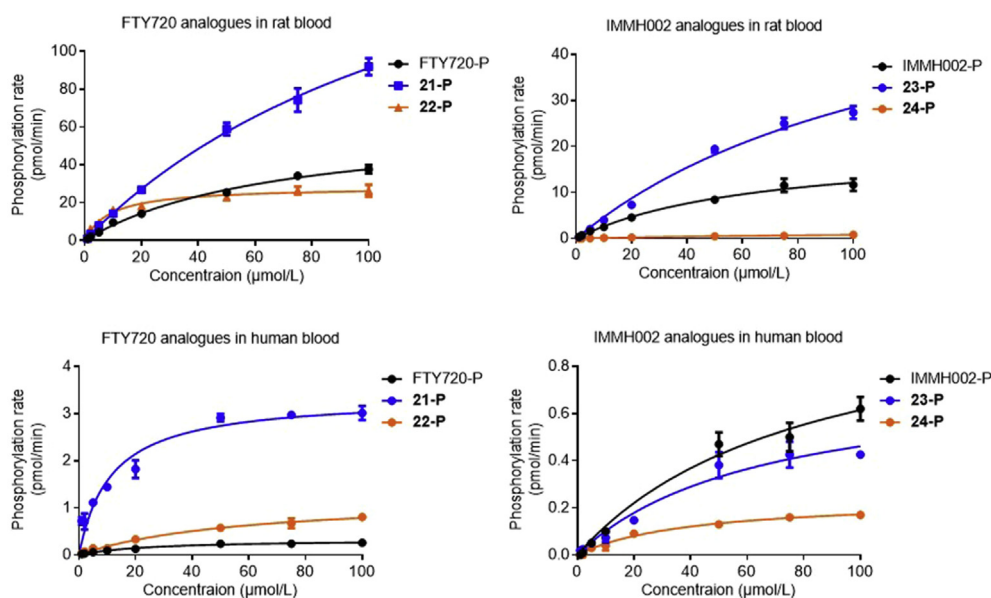 FTY720 analogues in rat blood
100
80
60
40
20
0
Phosphorylation rate
(pmol/min)
0 20 40 60 80 100
Concentraion (µmol/L)
FTY720-P
21-P
22-P
IMMH002 analogues in rat blood
40
30
20
10
0
Phosphorylation rate
(pmol/min)
0 20 40 60 80 100
Concentraion (µmol/L)
IMMH002-P
23-P
24-P
FTY720 analogues in human blood
4
3
2
1
0
Phosphorylation rate
(pmol/min)
0 20 40 60 80 100
Concentraion (µmol/L)
FTY720-P
21-P
22-P
IMMH002 analogues in human blood
0.8
0.6
0.4
0.2
0.0
Phosphorylation rate
(pmol/min)
0 20 40 60 80 100
Concentraion (µmol/L)
IMMH002-P
23-P
24-P